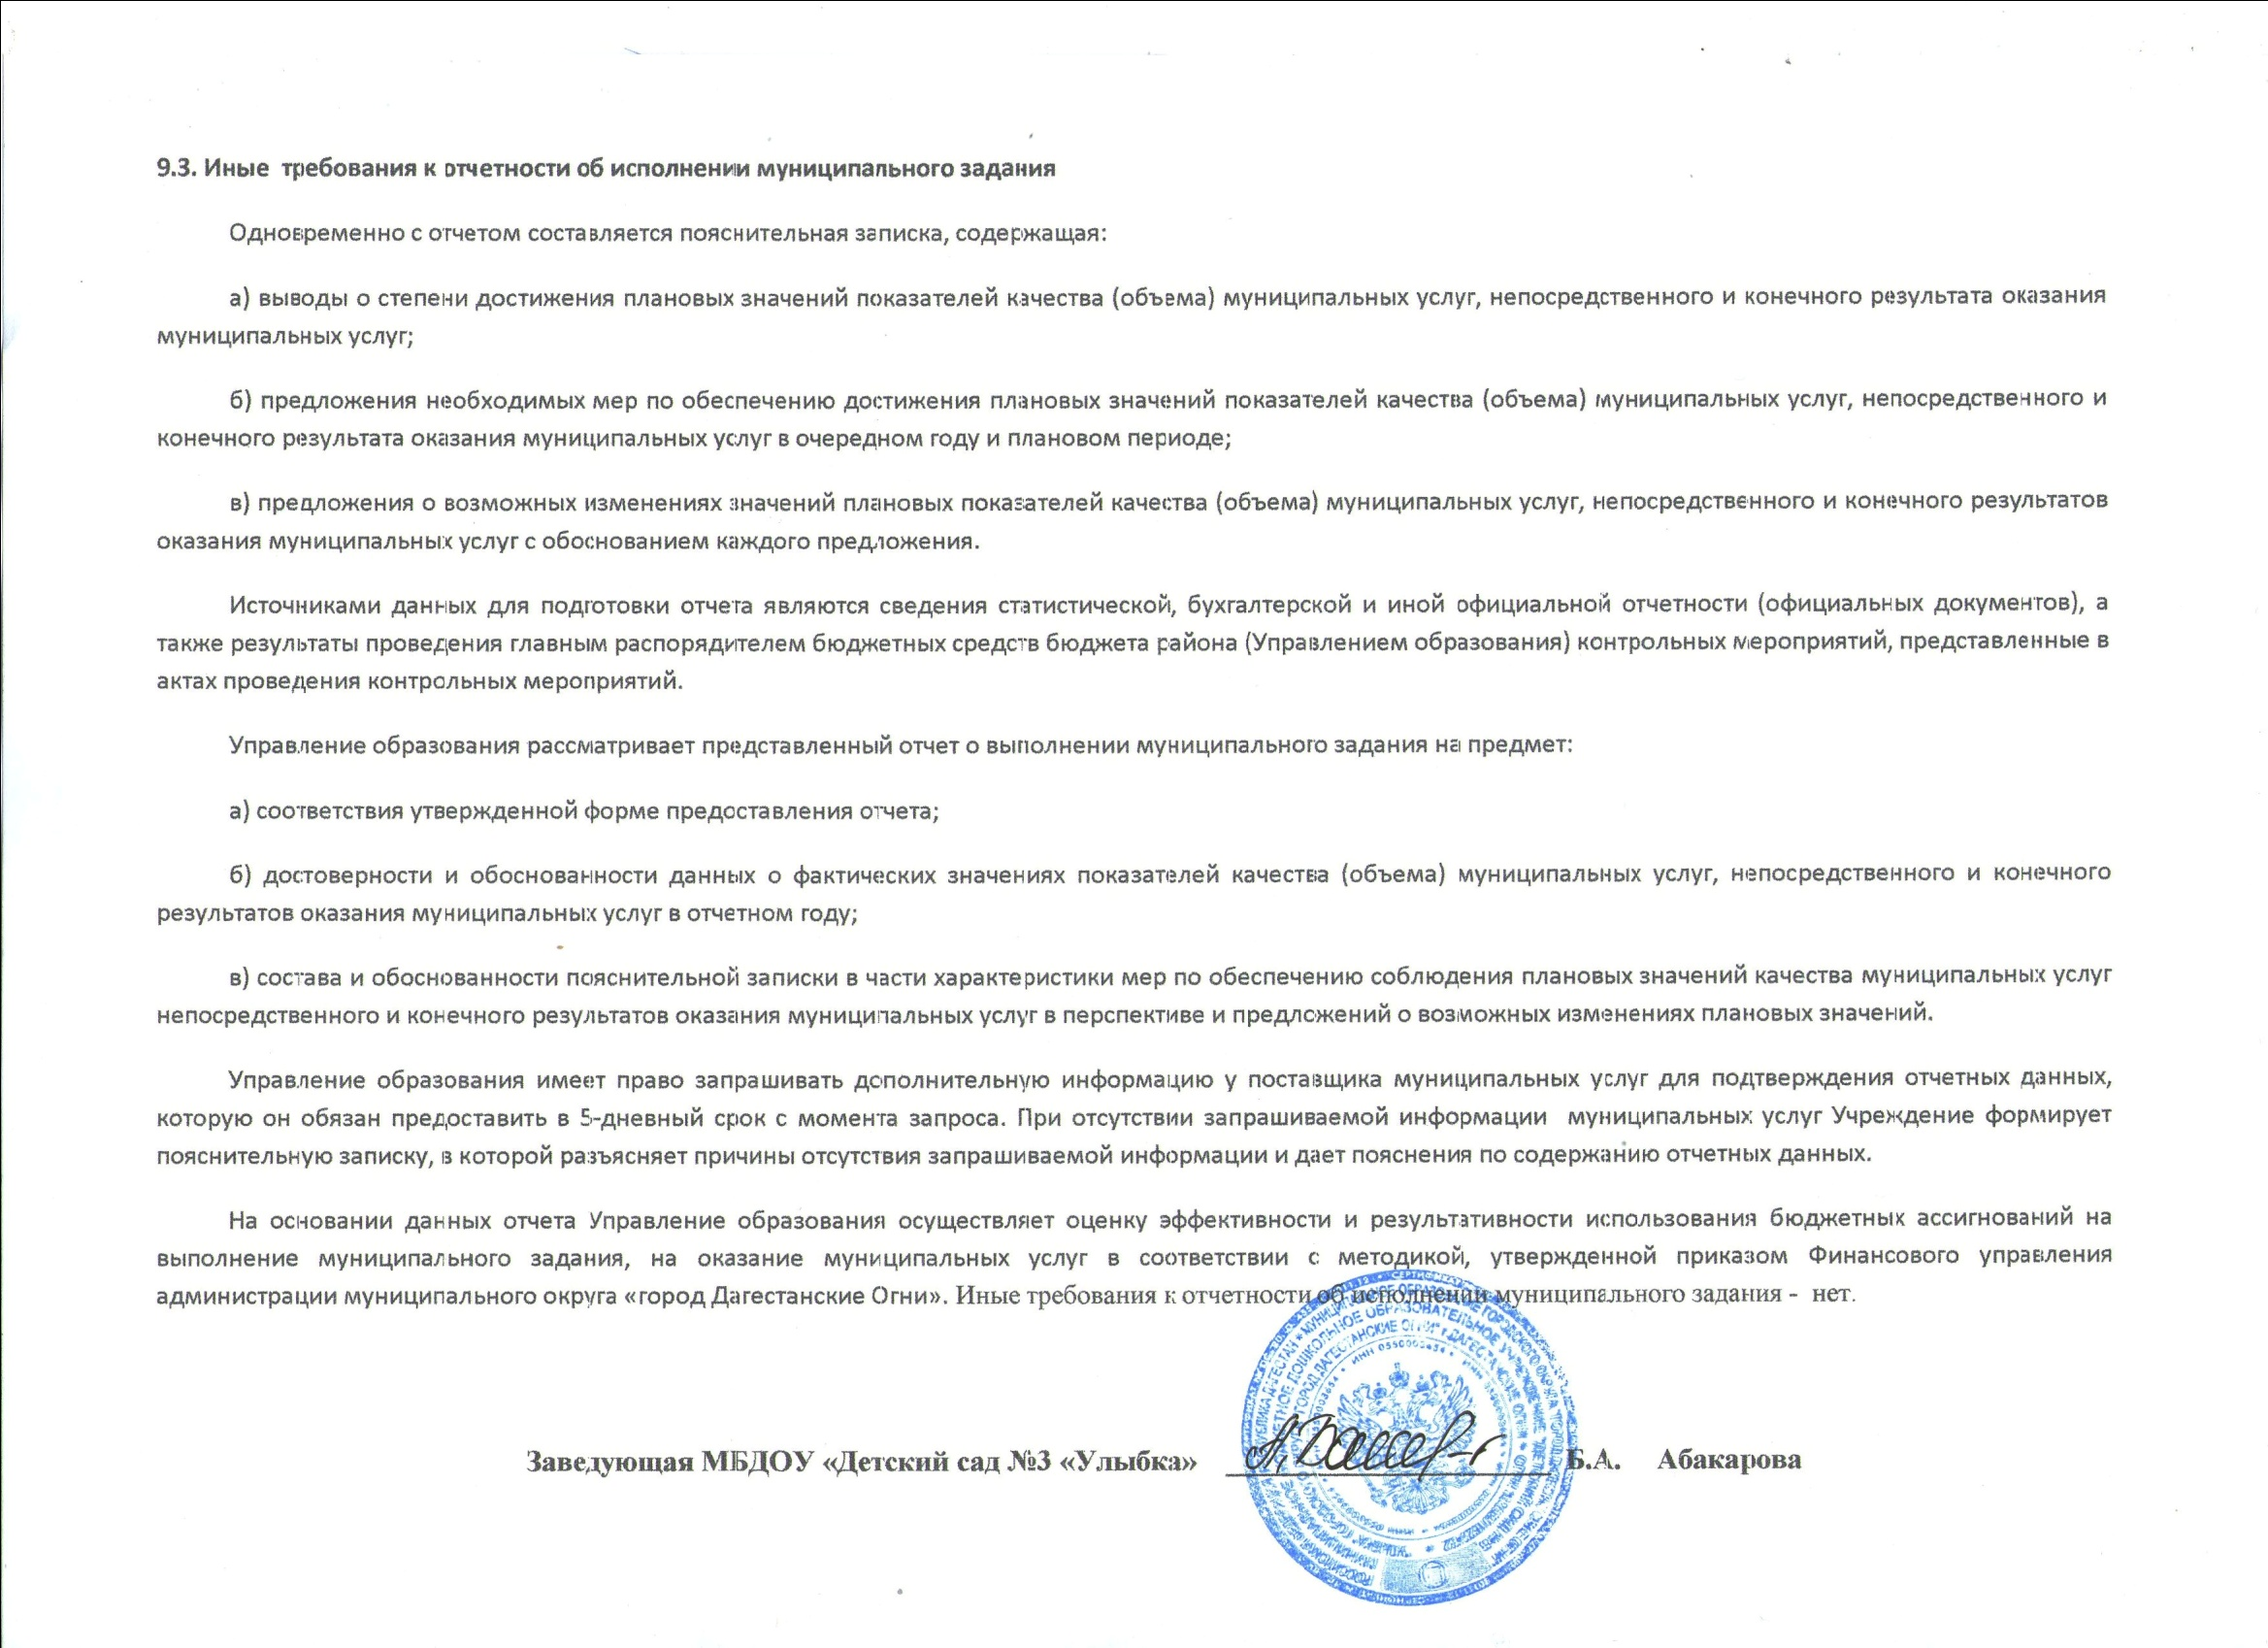 9.3. Иные требования к отчетности об исполнении муниципального задания
Одновременно с отчетом составляется пояснительная записка, содержащая:
а) выводы о степени достижения плановых значений показателей качества (объема) муниципальных услуг, непосредственного и конечного результата оказания
муниципальных услуг;
б) предложения необходимых мер по обеспечению достижения плановых значений показателей качества (объема) муниципальных услуг, непосредственного и
конечного результата оказания муниципальных услуг в очередном году и плановом периоде;
в) предложения о возможных изменениях значений плановых показателей качества (объема) муниципальных услуг, непосредственного и конечного результатов
оказания муниципальных услуг с обоснованием каждого предложения.
Источниками данных для подготовки отчета являются сведения статистической, бухгалтерской и иной официальной отчетности (официальных документов), а
также результаты проведения главным распорядителем бюджетных средств бюджета района (Управлением образования) контрольных мероприятий, представленные в
актах проведения контрольных мероприятий.
Управление образования рассматривает представленный отчет о выполнении муниципального задания на предмет:
а) соответствия утвержденной форме предоставления отчета;
б) достоверности и обоснованности данных о фактических значениях показателей качества (объема) муниципальных услуг, непосредственного и конечного
результатов оказания муниципальных услуг в отчетном году;
в) состава и обоснованности пояснительной записки в части характеристики мер по обеспечению соблюдения плановых значений качества муниципальных услуг
непосредственного и конечного результатов оказания муниципальных услуг в перспективе и предложений о возможных изменениях плановых значений.
Управление образования имеет право запрашивать дополнительную информацию у поставщика муниципальных услуг для подтверждения отчетных данных,
которую он обязан предоставить в 5-дневный срок с момента запроса. При отсутствии запрашиваемой информации муниципальных услуг Учреждение формирует
пояснительную записку, в которой разъясняет причины отсутствия запрашиваемой информации и дает пояснения по содержанию отчетных данных.
На основании данных отчета Управление образования осуществляет оценку эффективности и результативности использования бюджетных ассигнований на
выполнение муниципального задания, на оказание муниципальных услуг в соответствии с методикой, утвержденной приказом Финансового управления
администрации муниципального округа «город Дагестанские Огни». Иные требования к отчетности об исполнении муниципального задания - нет.
Заведующая МБДОУ «Детский сад №3 «Улыбка» Б.А. Абакарова